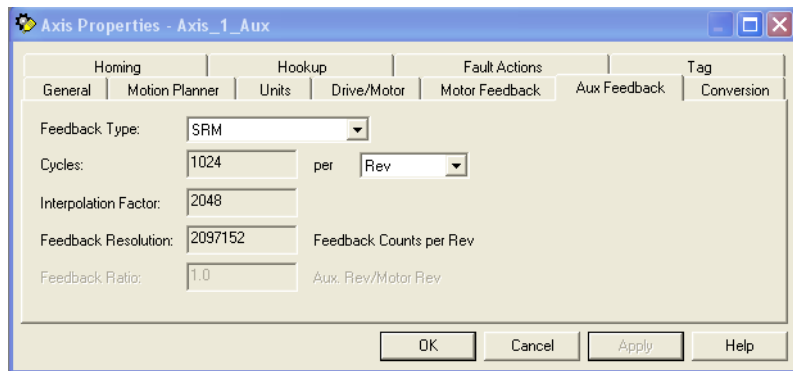 Axis Properties - Axis_1_Aux
Homing Hookup Fault Actions Tag
General Motion Planner Units Drive/Motor Motor Feedback Aux Feedback Conversion
Feedback Type: SRM
Cycles: 1024 per Rev
Interpolation Factor: 2048
Feedback Resolution: 2097152 Feedback Counts per Rev
Feedback Ratio: 1.0 Aux. Rev/Motor Rev
OK Cancel Apply Help